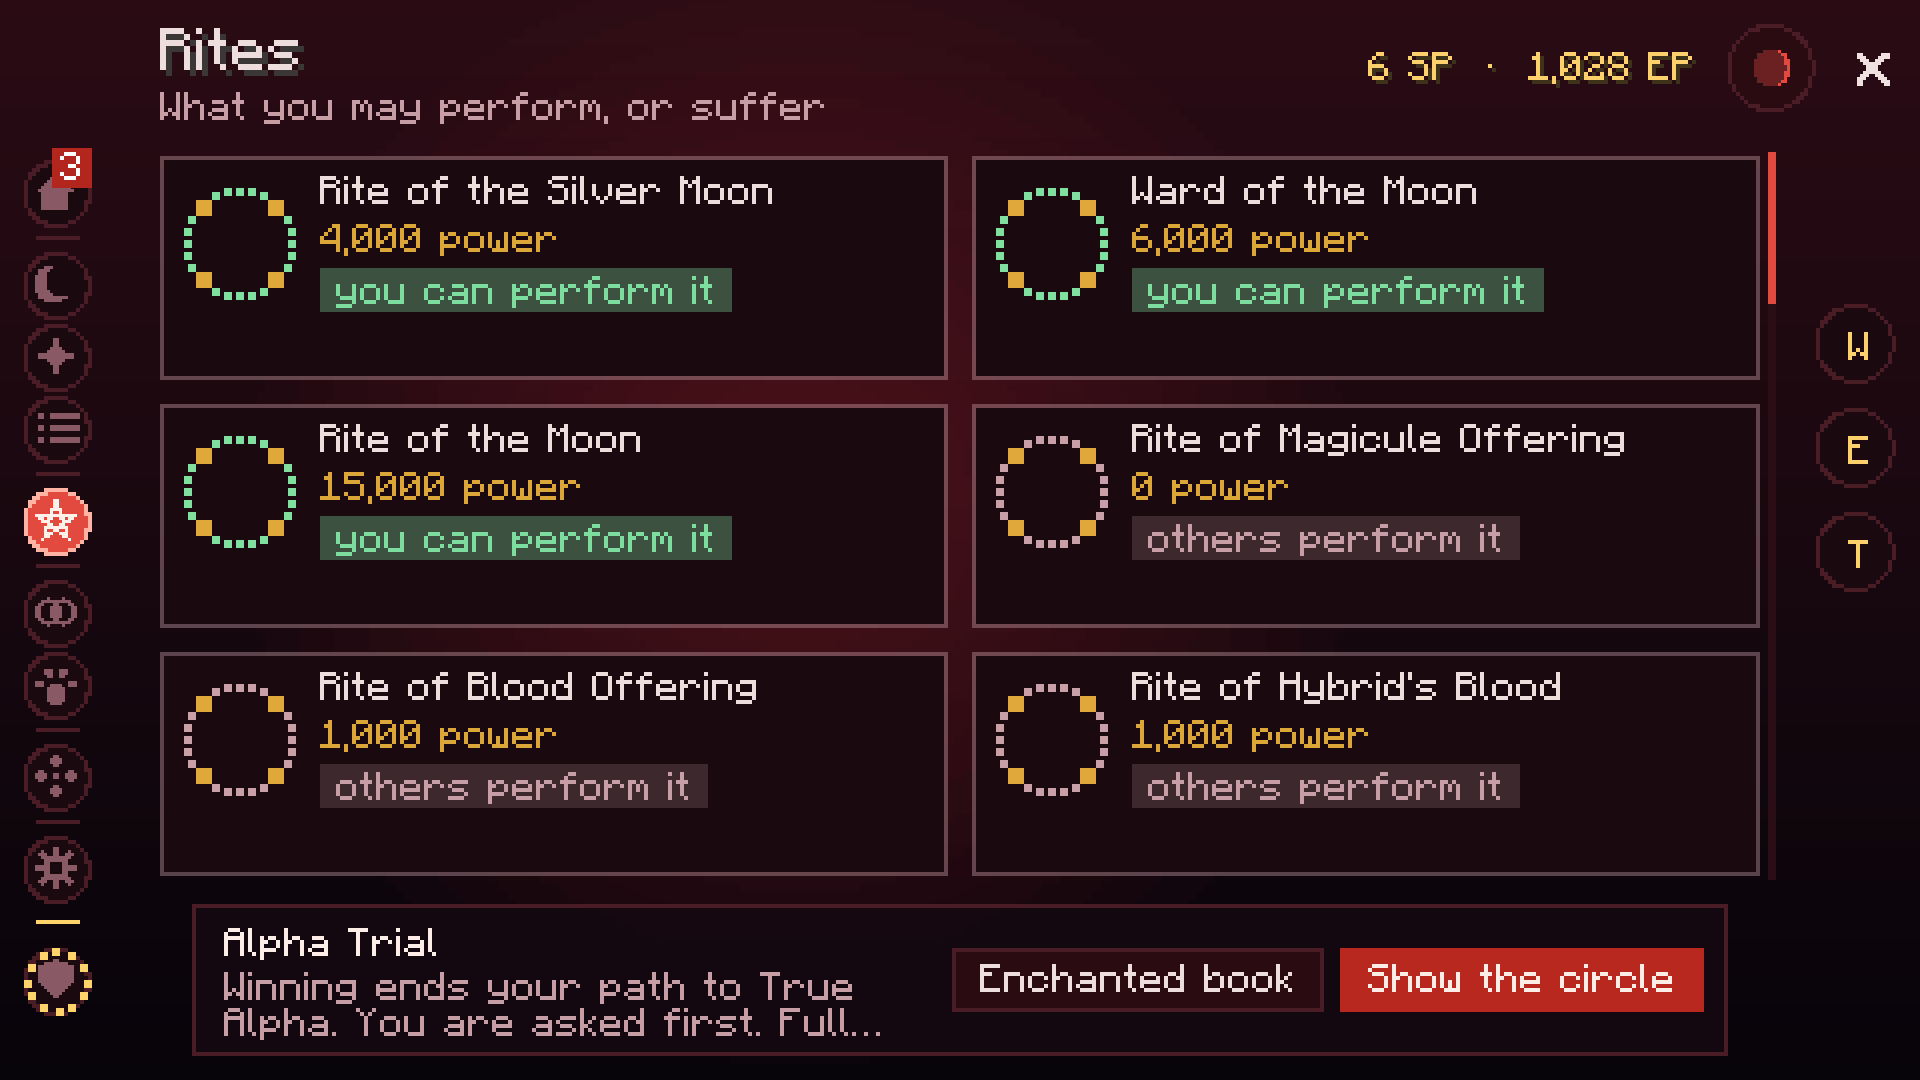 Rites
What you may perform, or suffer
6 SP · 1,028 EP
3
Rite of the Silver Moon
4,000 power
you can perform it
Ward of the Moon
6,000 power
you can perform it
Rite of the Moon
15,000 power
you can perform it
Rite of Magicule Offering
0 power
others perform it
Rite of Blood Offering
1,000 power
others perform it
Rite of Hybrid's Blood
1,000 power
others perform it
W
E
T
Alpha Trial
Winning ends your path to True
Alpha. You are asked first. Full...
Enchanted book
Show the circle